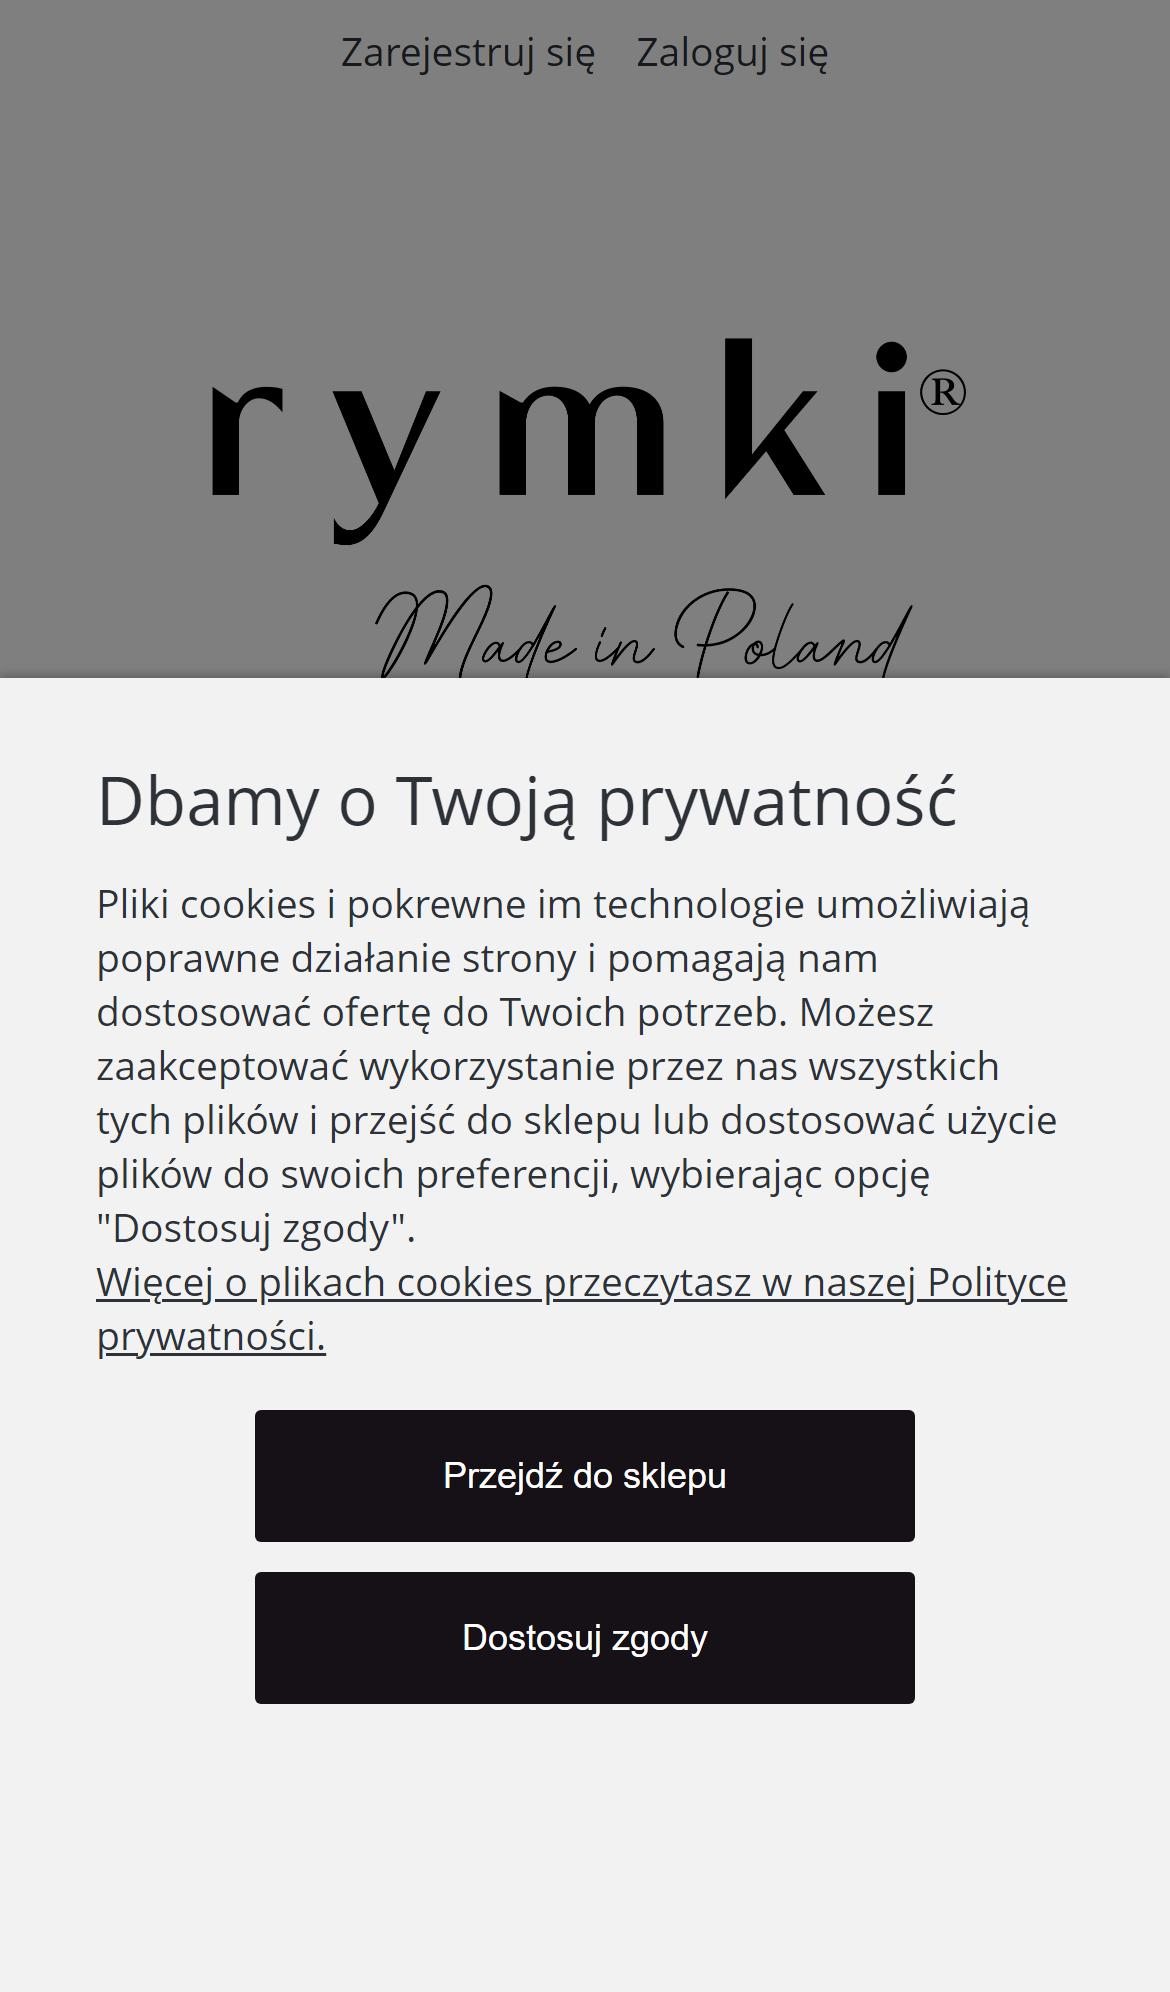 Zarejestruj się Zaloguj się
rymki®
Made in Poland
Dbamy o Twoją prywatność
Pliki cookies i pokrewne im technologie umożliwiają
poprawne działanie strony i pomagają nam
dostosować ofertę do Twoich potrzeb. Możesz
zaakceptować wykorzystanie przez nas wszystkich
tych plików i przejść do sklepu lub dostosować użycie
plików do swoich preferencji, wybierając opcję
"Dostosuj zgody".
Więcej o plikach cookies przeczytasz w naszej Polityce
prywatności.
Przejdź do sklepu
Dostosuj zgody